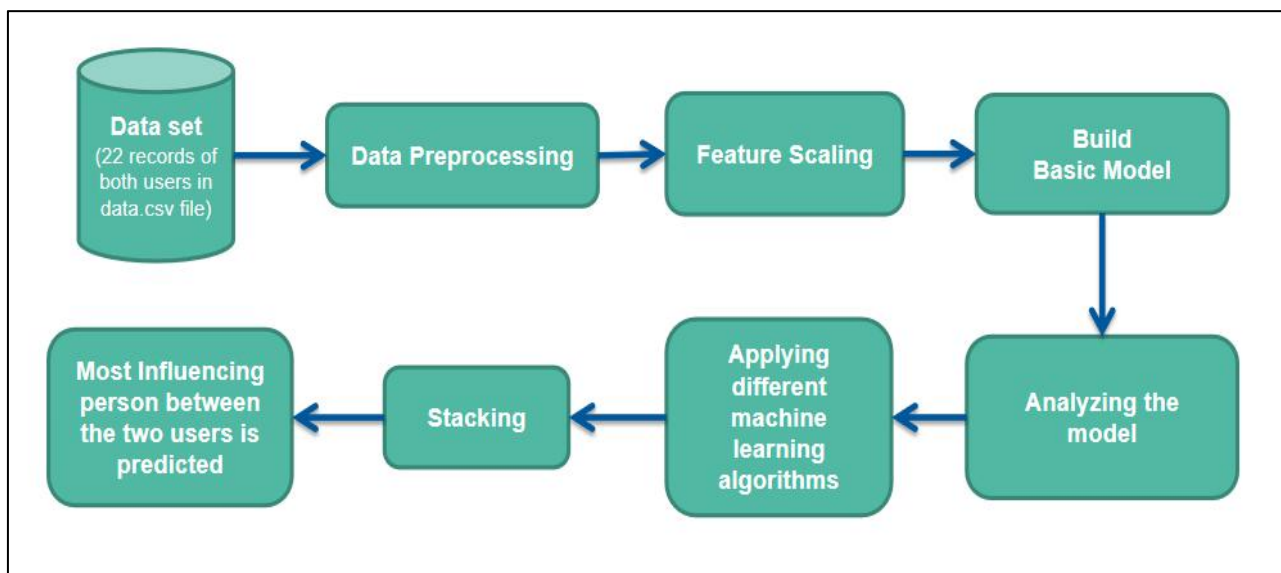 Data set
(22 records of
both users in
data.csv file)
Data Preprocessing
Feature Scaling
Build
Basic Model
Analyzing the
model
Applying
different
machine
learning
algorithms
Stacking
Most Influencing
person between
the two users is
predicted